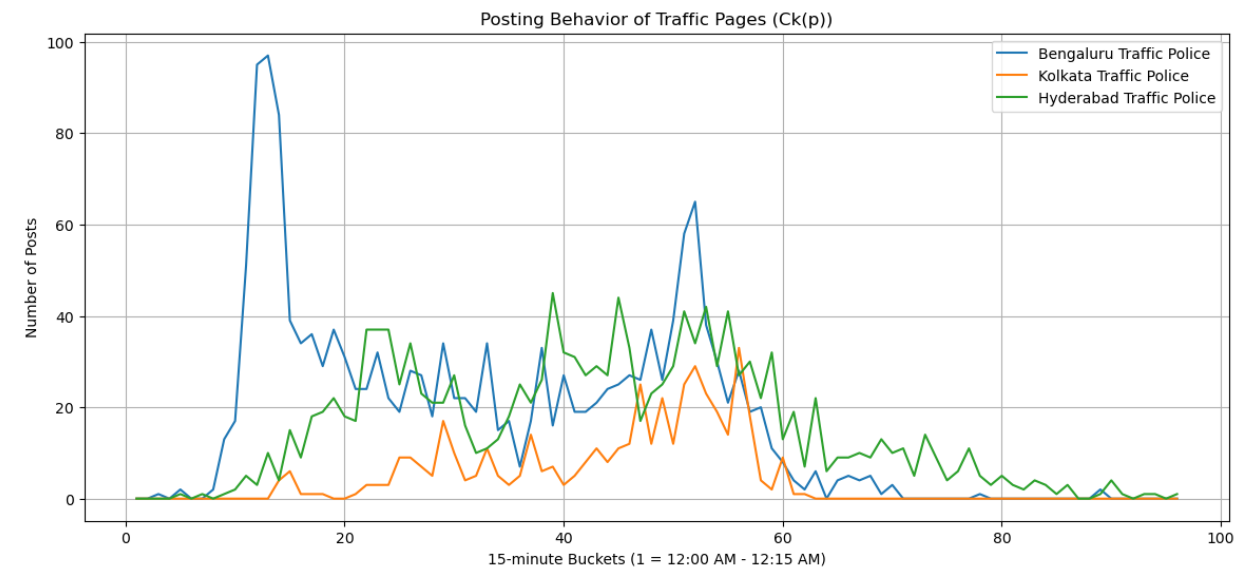 Posting Behavior of Traffic Pages (Ck(p))
Number of Posts
100
80
60
40
20
0
Bengaluru Traffic Police
Kolkata Traffic Police
Hyderabad Traffic Police
0 20 40 60 80 100
15-minute Buckets (1 = 12:00 AM - 12:15 AM)